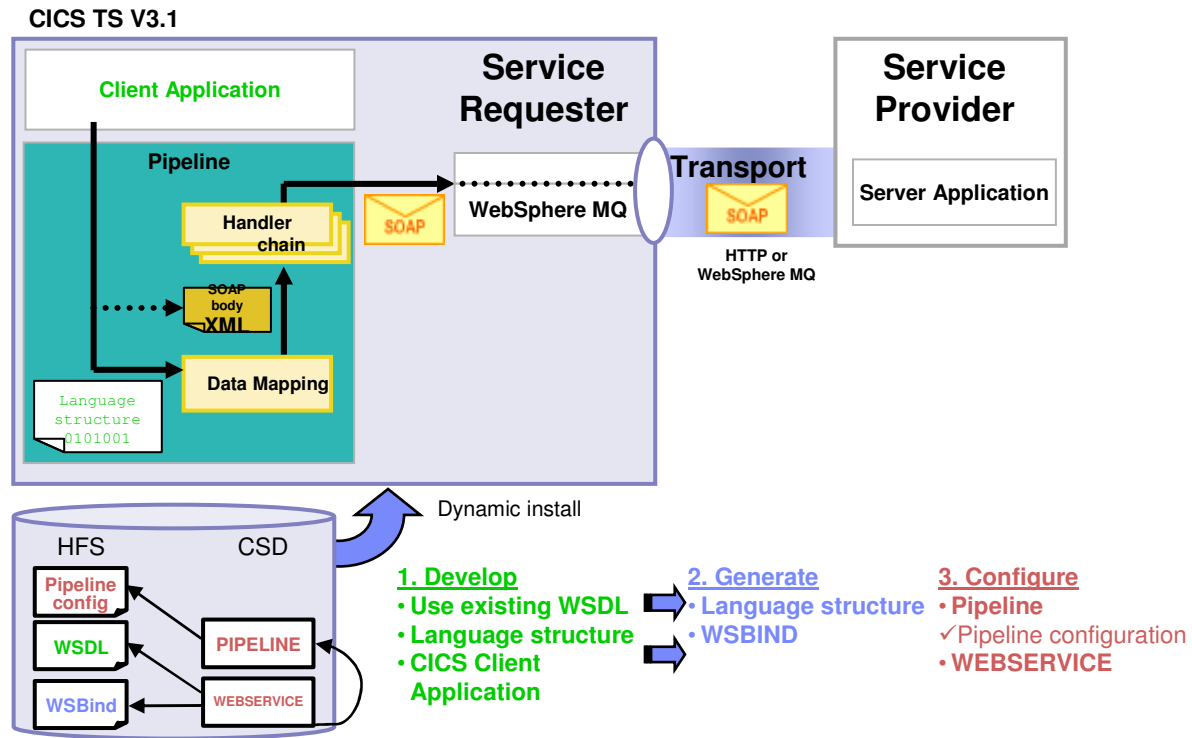 CICS TS V3.1
Client Application
Service
Requester
Service
Provider
Pipeline
Transport
Server Application
Handler
chain
SOAP
WebSphere MQ
SOAP
HTTP or
WebSphere MQ
SOAP
body
XML
Data Mapping
Language
structure
0101001
Dynamic install
HFS
CSD
Pipeline
config
WSDL
WSBind
PIPELINE
WEBSERVICE
1. Develop
• Use existing WSDL
• Language structure
• CICS Client
Application
2. Generate
• Language structure
• WSBIND
3. Configure
• Pipeline
✓Pipeline configuration
• WEBSERVICE